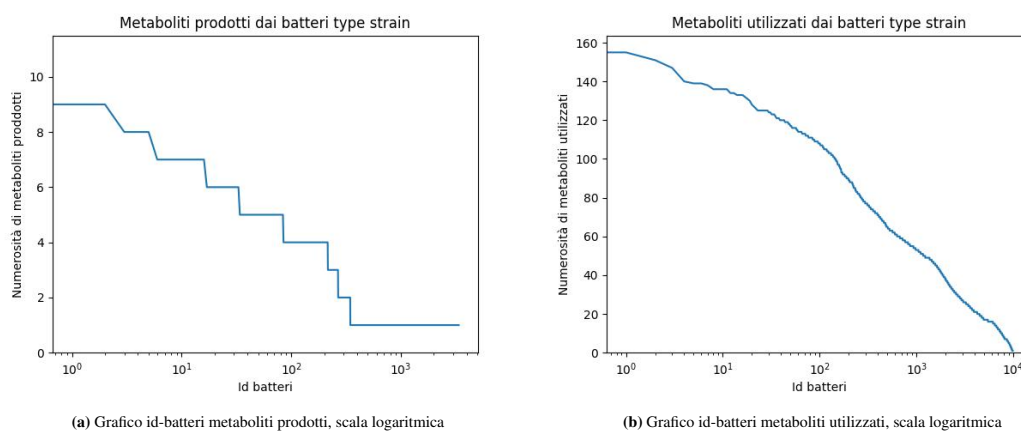 Metaboliti prodotti dai batteri type strain
Numerosità di metaboliti proddotti
10
8
6
4
2
0
10⁰ 10¹ 10² 10³
Id batteri
(a) Grafico id-batteri metaboliti prodotti, scala logaritmica
Metaboliti utilizzati dai batteri type strain
Numerosità di metaboliti utilizzati
160
140
120
100
80
60
40
20
0
10⁰ 10¹ 10² 10³ 10⁴
Id batteri
(b) Grafico id-batteri metaboliti utilizzati, scala logaritmica